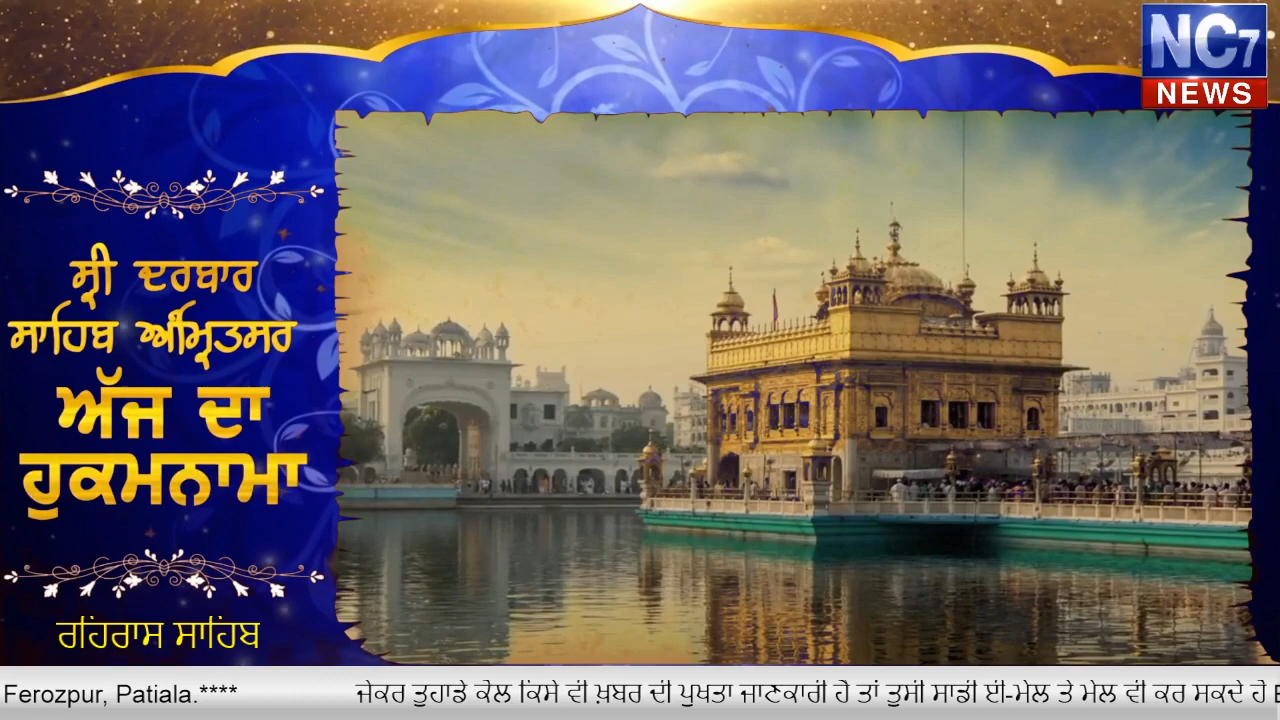 NC7
NEWS
ਸ੍ਰੀ ਦਰਬਾਰ
ਸਾਹਿਬ ਅੰਮ੍ਰਿਤਸਰ
ਅੱਜ ਦਾ
ਹੁਕਮਨਾਮਾ
ਰਹਿਰਾਸ ਸਾਹਿਬ
Ferozpur, Patiala.**** ਜੇਕਰ ਤੁਹਾਡੇ ਕੋਲ ਕਿਸੇ ਵੀ ਖ਼ਬਰ ਦੀ ਪੁਖਤਾ ਜਾਣਕਾਰੀ ਹੈ ਤਾਂ ਤੁਸੀ ਸਾਡੀ ਈ-ਮੇਲ ਤੇ ਮੇਲ ਵੀ ਕਰ ਸਕਦੇ ਹੋ